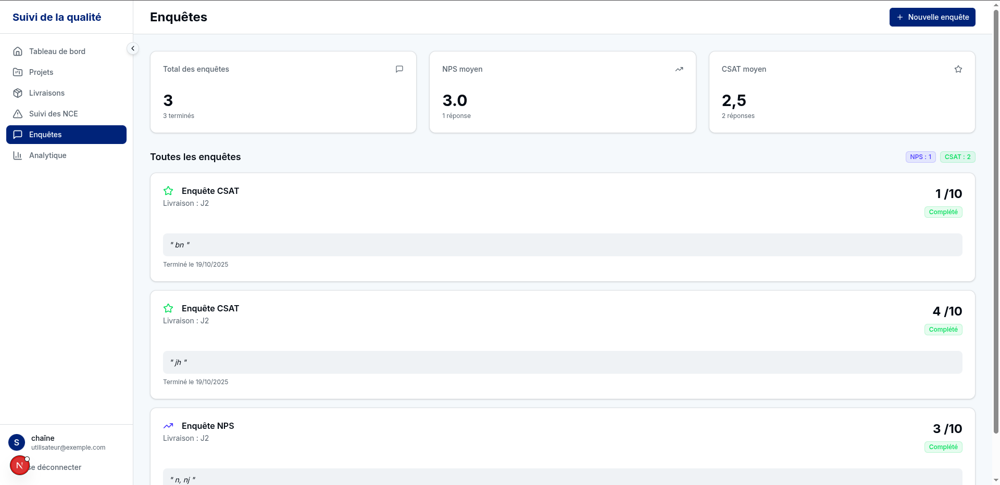 Suivi de la qualité
Tableau de bord
Projets
Livraisons
Suivi des NCE
Enquêtes
Analytique
chaîne
S
utilisateur@exemple.com
N
se déconnecter
Enquêtes
+ Nouvelle enquête
Total des enquêtes
3
3 terminés
NPS moyen
3.0
1 réponse
CSAT moyen
2,5
2 réponses
Toutes les enquêtes
NPS : 1
CSAT : 2
Enquête CSAT
Livraison : J2
1 /10
Complété
" bn "
Terminé le 19/10/2025
Enquête CSAT
Livraison : J2
4 /10
Complété
" jh "
Terminé le 19/10/2025
Enquête NPS
Livraison : J2
3 /10
Complété
" n, nj "